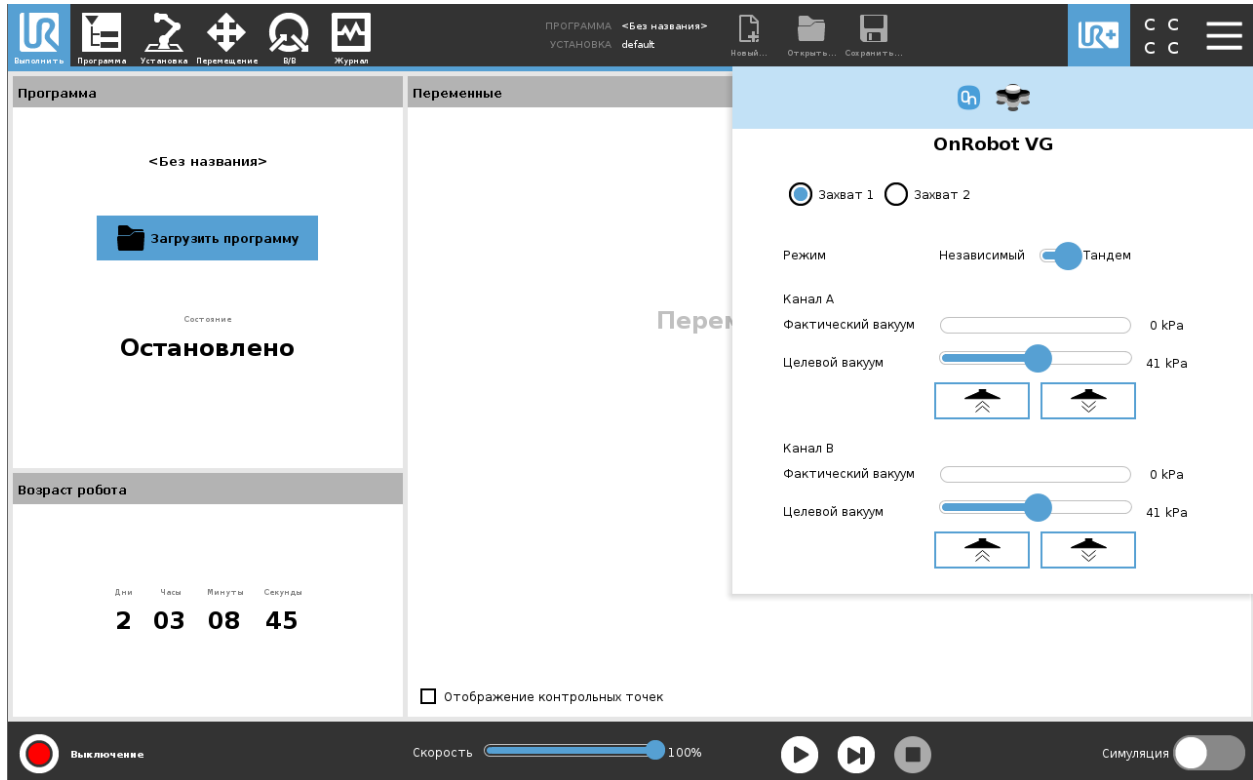 UR
UR+
C C
C C
ПРОГРАММА <Без названия>
УСТАНОВКА default
Выполнить
Программа
Установка
Перемещение
В/В
Журнал
Новый...
Открыть...
Сохранить...
Программа
<Без названия>
Загрузить программу
Состояние
Остановлено
Возраст робота
Дни Часы Минуты Секунды
2 03 08 45
Переменные
Перем
Отображение контрольных точек
On
OnRobot VG
Захват 1 Захват 2
Режим Независимый Тандем
Канал A
Фактический вакуум 0 kPa
Целевой вакуум 41 kPa
Канал B
Фактический вакуум 0 kPa
Целевой вакуум 41 kPa
Выключение
Скорость 100%
Симуляция